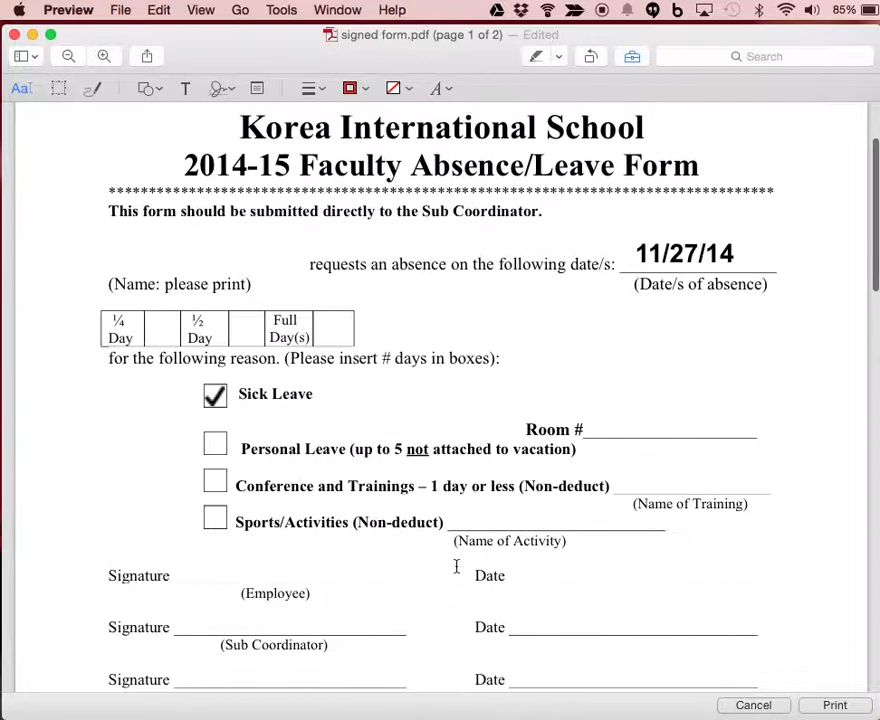 Preview File Edit View Go Tools Window Help 85%
signed form.pdf (page 1 of 2) — Edited
Search
Aa T A
Korea International School
2014-15 Faculty Absence/Leave Form
********************************************************************************
This form should be submitted directly to the Sub Coordinator.
requests an absence on the following date/s: 11/27/14
(Name: please print) (Date/s of absence)
¼ Day ½ Day Full Day(s)
for the following reason. (Please insert # days in boxes):
Sick Leave
Room #
Personal Leave (up to 5 not attached to vacation)
Conference and Trainings – 1 day or less (Non-deduct)
(Name of Training)
Sports/Activities (Non-deduct)
(Name of Activity)
Signature Date
(Employee)
Signature Date
(Sub Coordinator)
Signature Date
Cancel Print